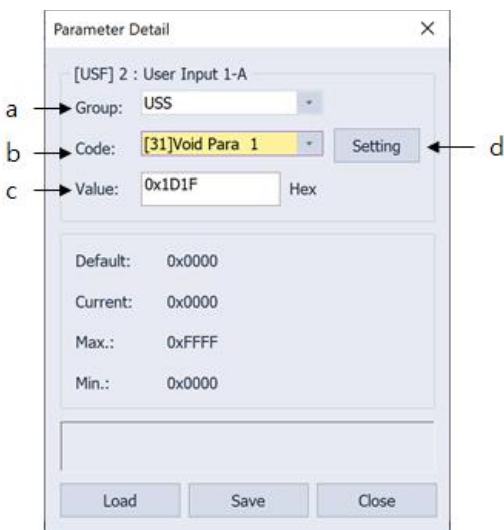 Parameter Detail
[USF] 2 : User Input 1-A
a Group: USS
b Code: [31]Void Para 1 Setting d
c Value: 0x1D1F Hex
Default: 0x0000
Current: 0x0000
Max.: 0xFFFF
Min.: 0x0000
Load Save Close